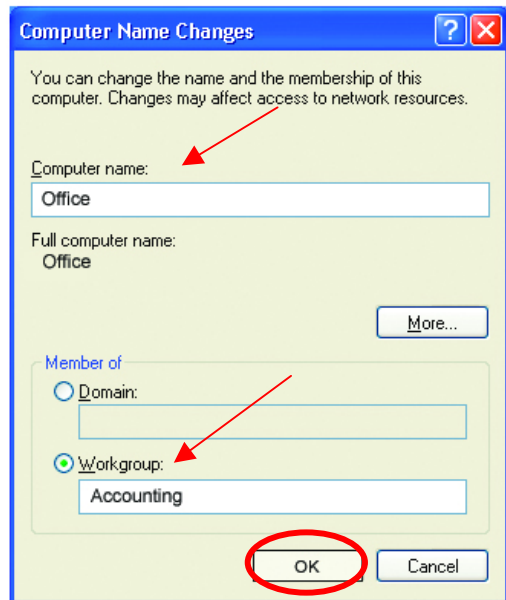 Computer Name Changes
You can change the name and the membership of this
computer. Changes may affect access to network resources.
Computer name:
Office
Full computer name:
Office
More...
Member of
Domain:
Workgroup:
Accounting
OK
Cancel